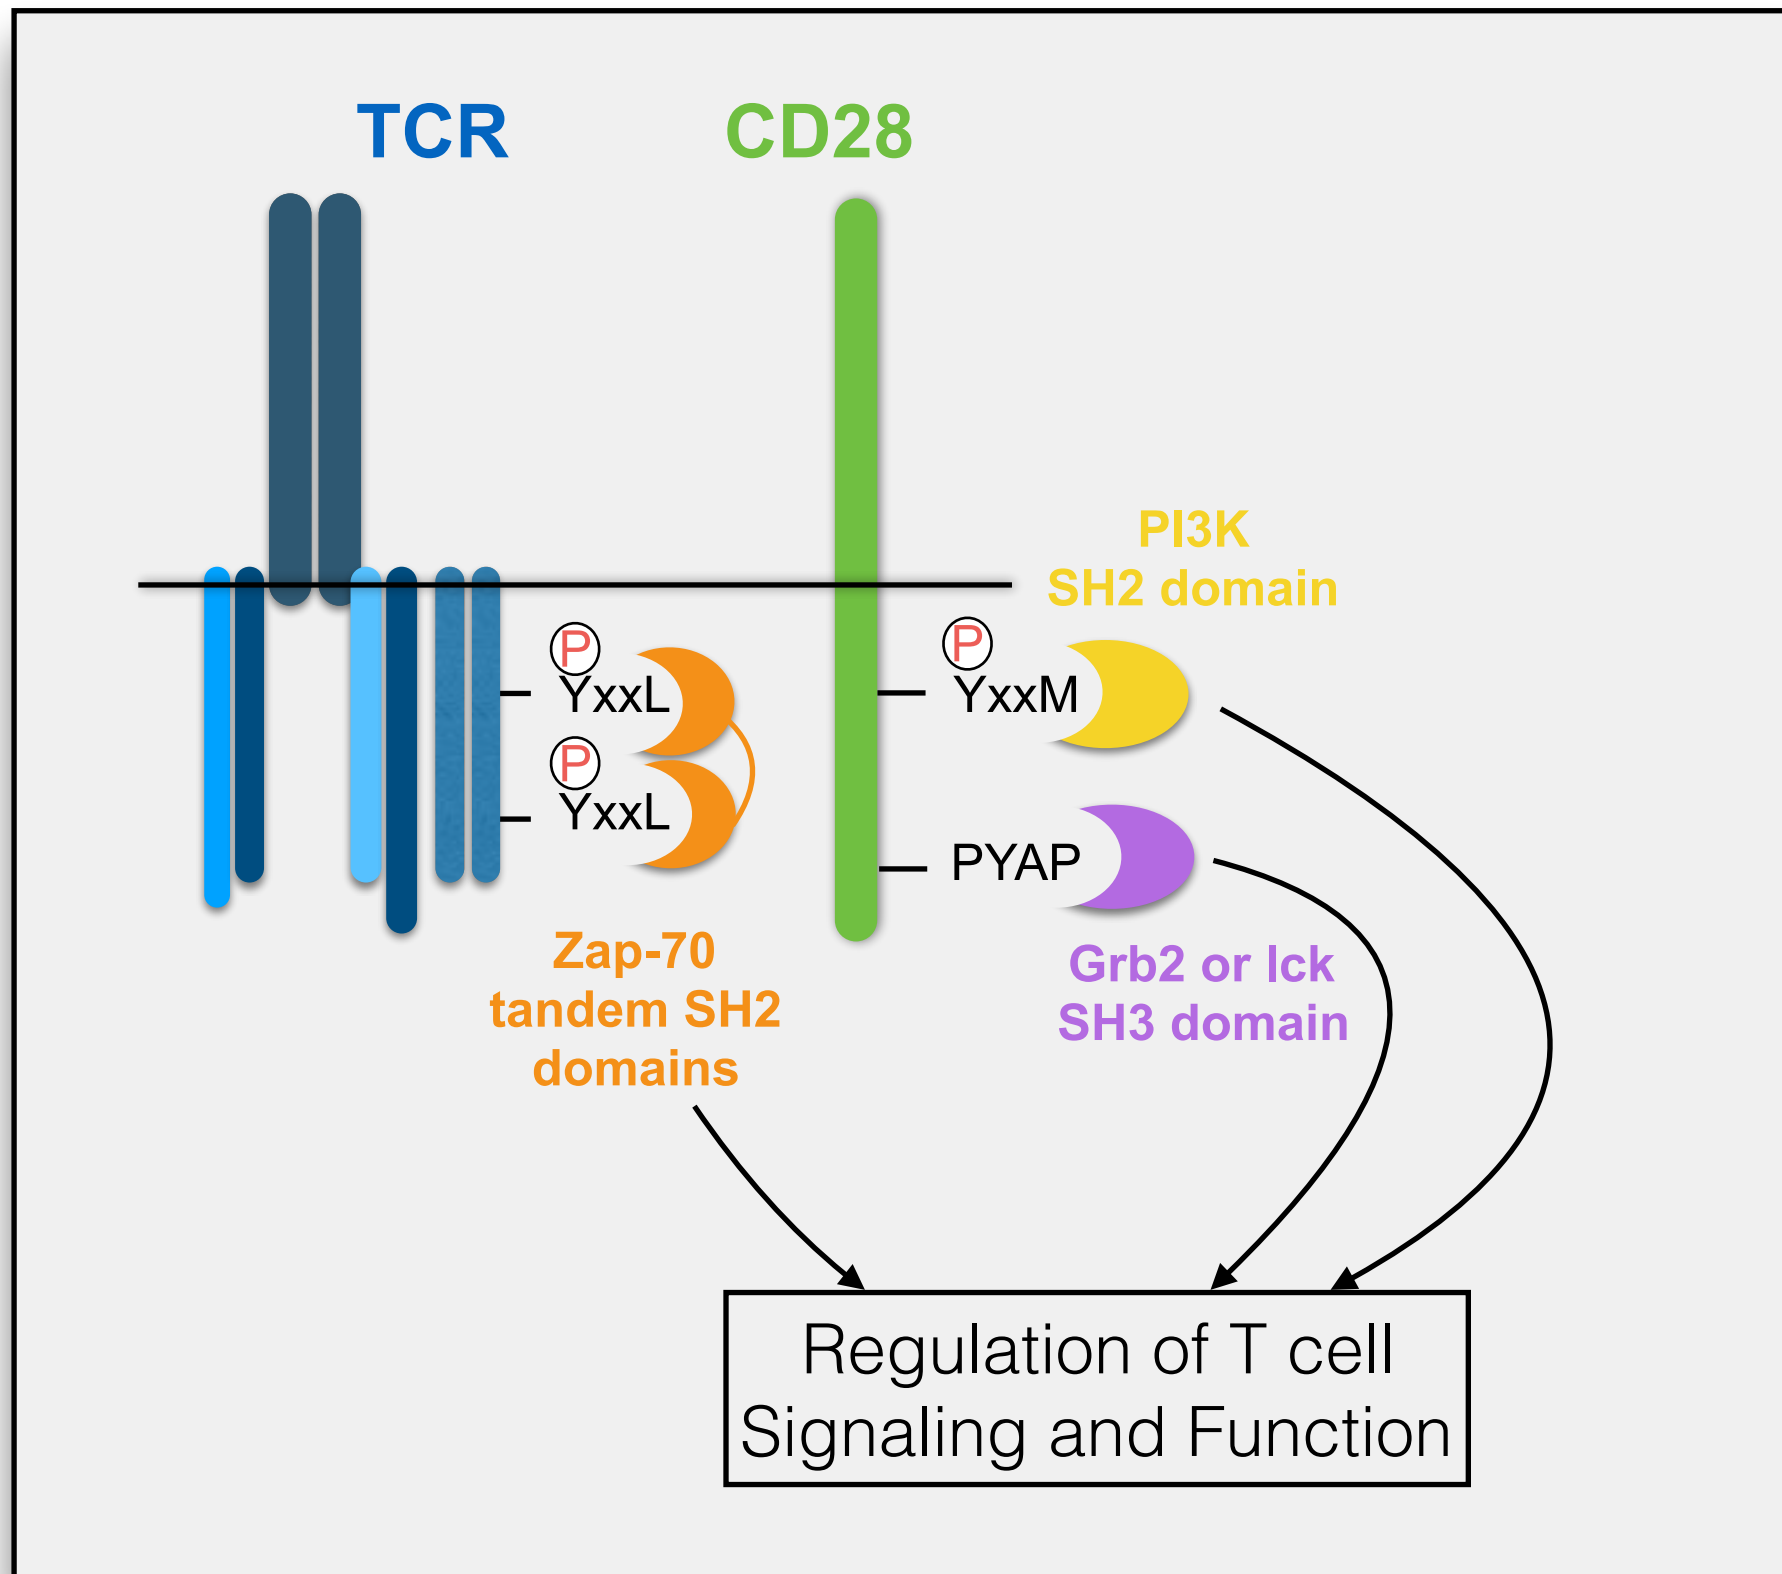 TCR
CD28
PI3K
SH2 domain
P
YxxL
P
YxxL
P
YxxM
PYAP
Zap-70
tandem SH2
domains
Grb2 or lck
SH3 domain
Regulation of T cell
Signaling and Function